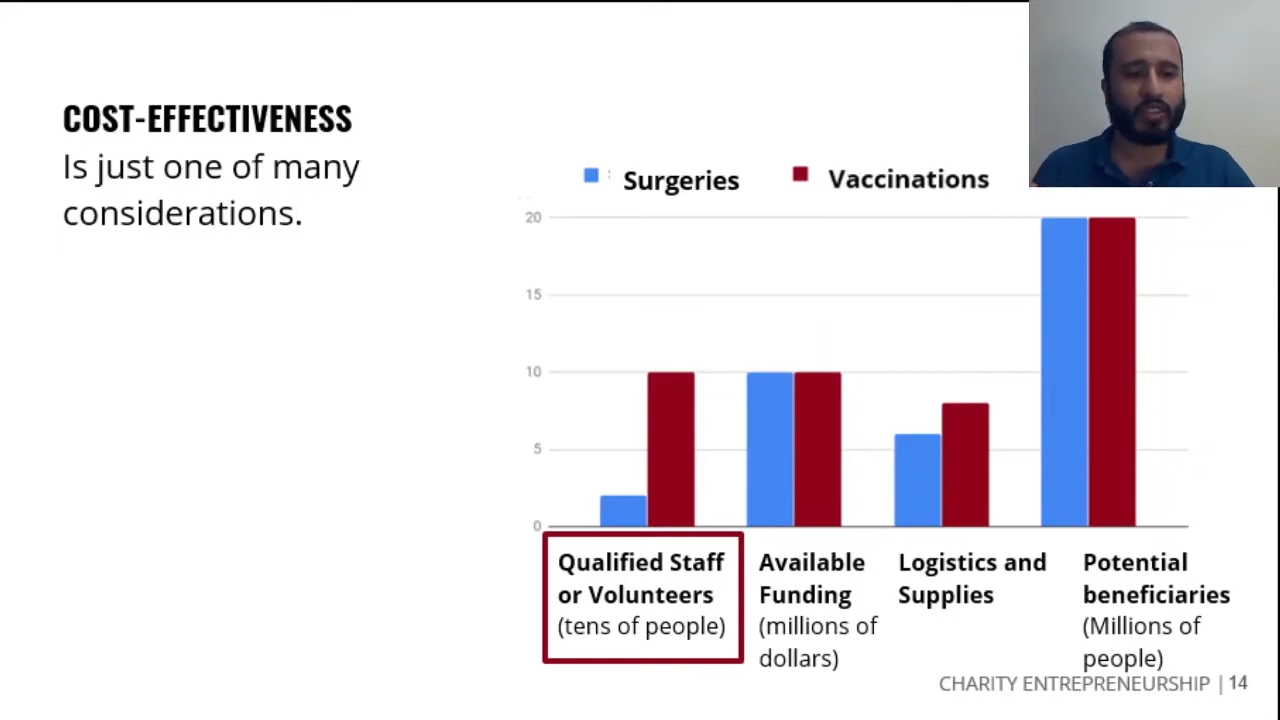 COST-EFFECTIVENESS
Is just one of many
considerations.
Surgeries
Vaccinations
20
15
10
5
0
Qualified Staff
or Volunteers
(tens of people)
Available
Funding
(millions of
dollars)
Logistics and
Supplies
Potential
beneficiaries
(Millions of
people)
CHARITY ENTREPRENEURSHIP | 14